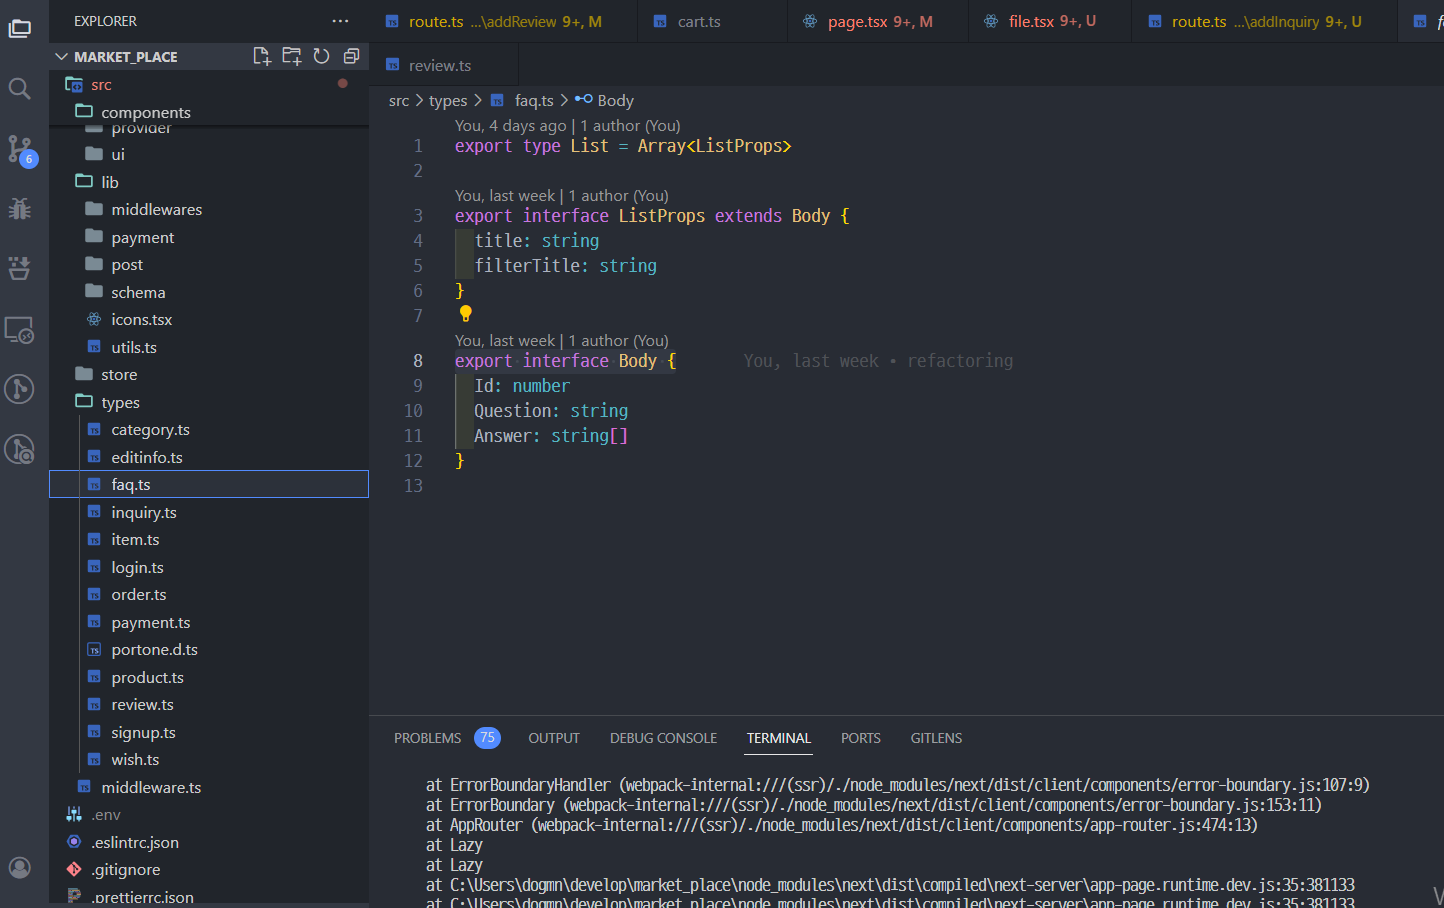 EXPLORER
MARKET_PLACE
src
components
provider
ui
lib
middlewares
payment
post
schema
icons.tsx
utils.ts
store
types
category.ts
editinfo.ts
faq.ts
inquiry.ts
item.ts
login.ts
order.ts
payment.ts
portone.d.ts
product.ts
review.ts
signup.ts
wish.ts
middleware.ts
.env
.eslintrc.json
.gitignore
.prettierrc.json
6
route.ts ...\addReview 9+, M
cart.ts
page.tsx 9+, M
file.tsx 9+, U
route.ts ...\addInquiry 9+, U
review.ts
src > types > faq.ts > Body
You, 4 days ago | 1 author (You)
1 export type List = Array<ListProps>
2
You, last week | 1 author (You)
3 export interface ListProps extends Body {
4 title: string
5 filterTitle: string
6 }
7
You, last week | 1 author (You)
8 export interface Body { You, last week • refactoring
9 Id: number
10 Question: string
11 Answer: string[]
12 }
13
PROBLEMS 75 OUTPUT DEBUG CONSOLE TERMINAL PORTS GITLENS
at ErrorBoundaryHandler (webpack-internal:///(ssr)/./node_modules/next/dist/client/components/error-boundary.js:107:9)
at ErrorBoundary (webpack-internal:///(ssr)/./node_modules/next/dist/client/components/error-boundary.js:153:11)
at AppRouter (webpack-internal:///(ssr)/./node_modules/next/dist/client/components/app-router.js:474:13)
at Lazy
at Lazy
at C:\Users\dogmn\develop\market_place\node_modules\next\dist\compiled\next-server\app-page.runtime.dev.js:35:381133
at C:\Users\dogmn\develop\market_place\node_modules\next\dist\compiled\next-server\app-page.runtime.dev.js:35:381133